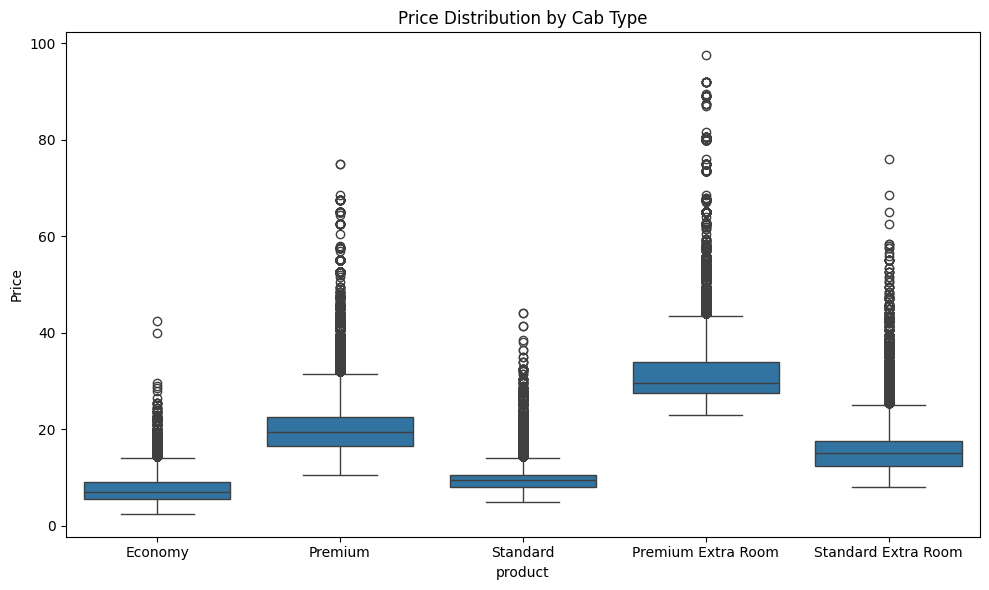 Price Distribution by Cab Type
Price
100
80
60
40
20
0
Economy Premium Standard Premium Extra Room Standard Extra Room
product